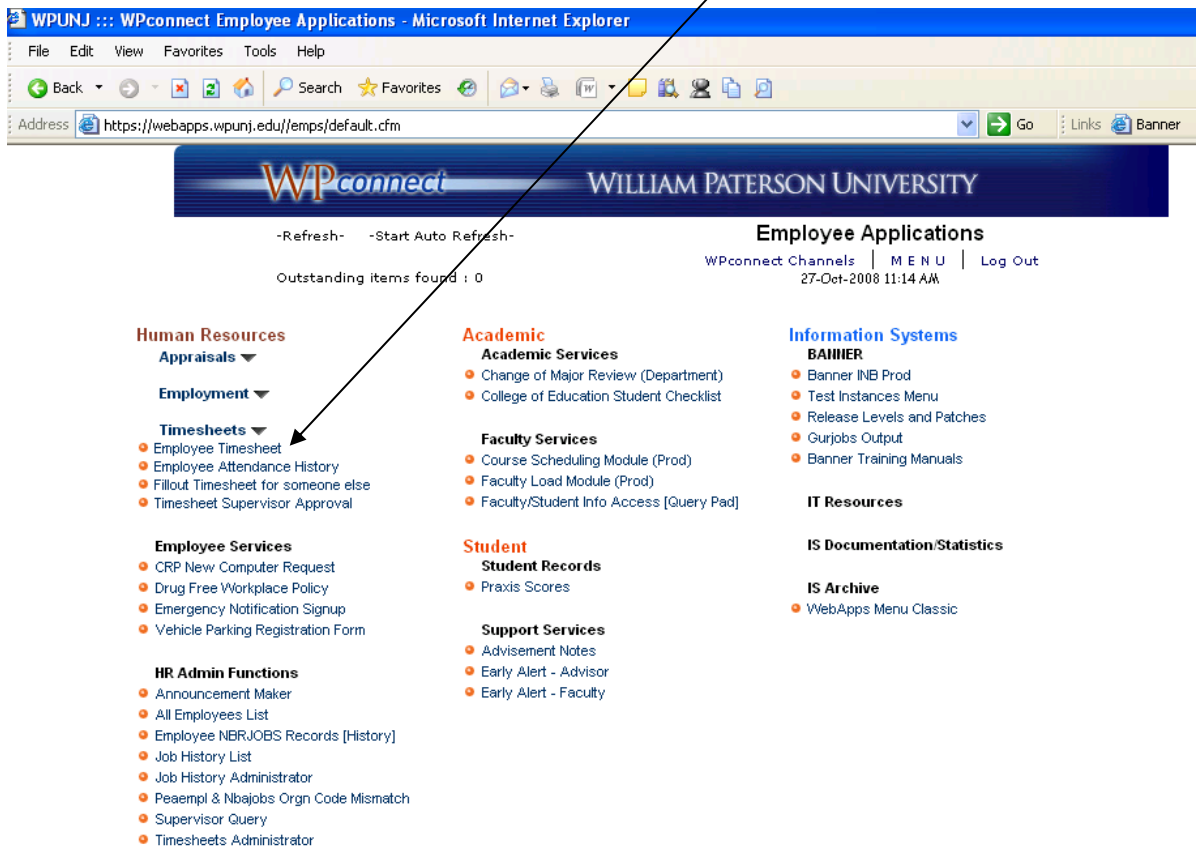 WPUNJ ::: WPconnect Employee Applications - Microsoft Internet Explorer
File Edit View Favorites Tools Help
Back Search Favorites
Address https://webapps.wpunj.edu//emps/default.cfm Go Links Banner
WPconnect WILLIAM PATERSON UNIVERSITY
-Refresh- -Start Auto Refresh- Employee Applications
WPconnect Channels | M E N U | Log Out
Outstanding items found : 0 27-Oct-2008 11:14 AM
Human Resources
Appraisals
Employment
Timesheets
Employee Timesheet
Employee Attendance History
Fillout Timesheet for someone else
Timesheet Supervisor Approval
Employee Services
CRP New Computer Request
Drug Free Workplace Policy
Emergency Notification Signup
Vehicle Parking Registration Form
HR Admin Functions
Announcement Maker
All Employees List
Employee NBRJOBS Records [History]
Job History List
Job History Administrator
Peaempl & Nbajobs Orgn Code Mismatch
Supervisor Query
Timesheets Administrator
Academic
Academic Services
Change of Major Review (Department)
College of Education Student Checklist
Faculty Services
Course Scheduling Module (Prod)
Faculty Load Module (Prod)
Faculty/Student Info Access [Query Pad]
Student
Student Records
Praxis Scores
Support Services
Advisement Notes
Early Alert - Advisor
Early Alert - Faculty
Information Systems
BANNER
Banner INB Prod
Test Instances Menu
Release Levels and Patches
Gurjobs Output
Banner Training Manuals
IT Resources
IS Documentation/Statistics
IS Archive
WebApps Menu Classic